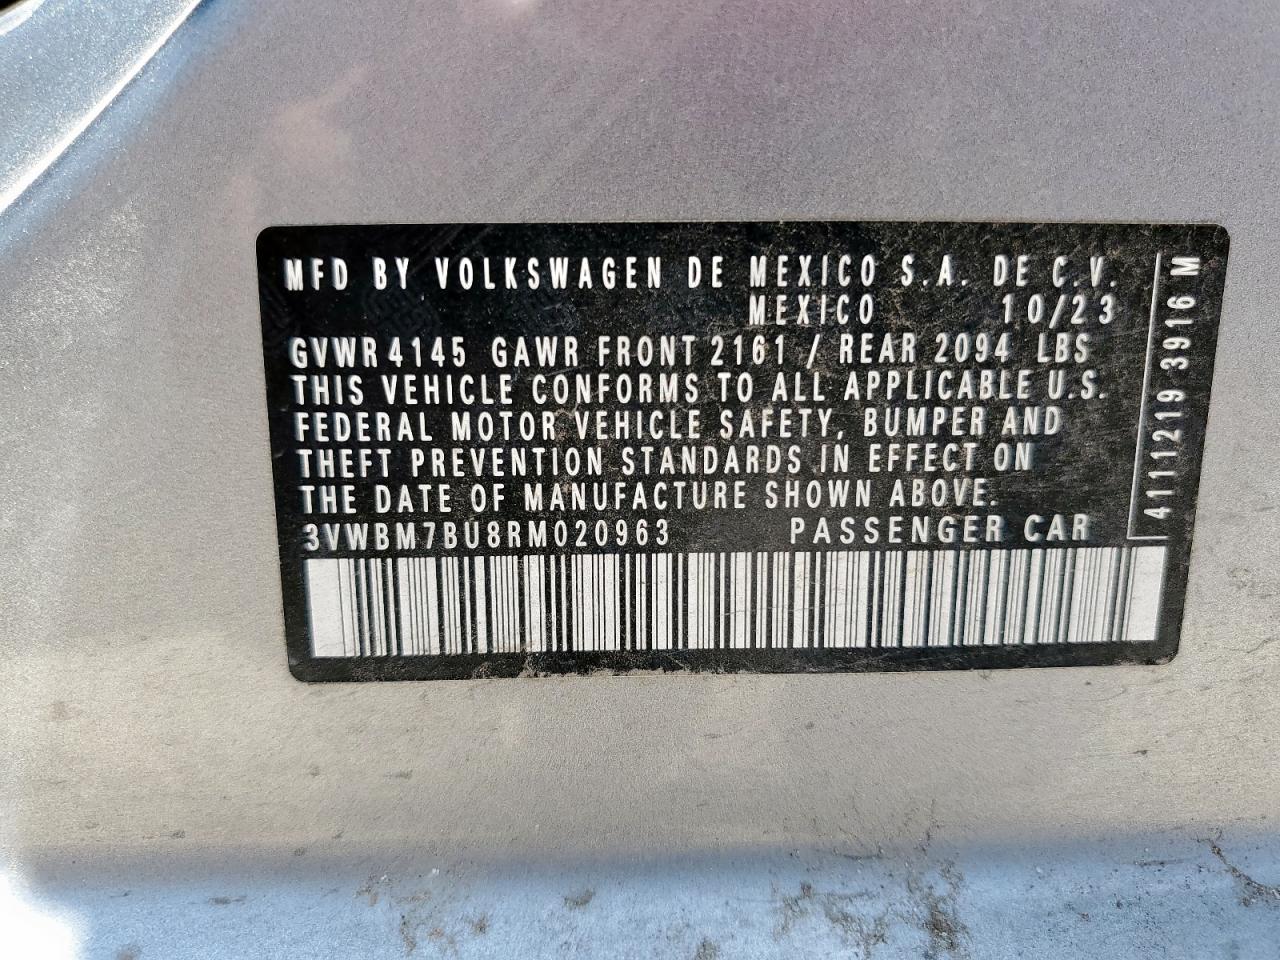 MFD BY VOLKSWAGEN DE MEXICO S.A. DE C.V.
MEXICO 10/23
GVWR 4145 GAWR FRONT 2161 / REAR 2094 LBS
THIS VEHICLE CONFORMS TO ALL APPLICABLE U.S.
FEDERAL MOTOR VEHICLE SAFETY, BUMPER AND
THEFT PREVENTION STANDARDS IN EFFECT ON
THE DATE OF MANUFACTURE SHOWN ABOVE.
3VWBM7BU8RM020963 PASSENGER CAR
4111219 3916 M